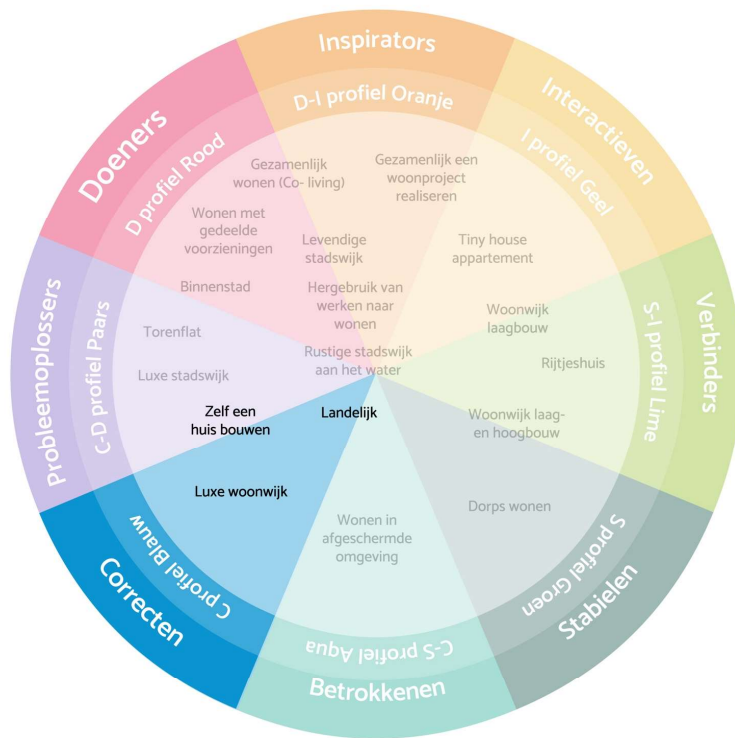 Inspirators
D-I profiel Oranje
Interactieven
I profiel Geel
Verbinders
S-I profiel Lime
Stabielen
S profiel Groen
Betrokkenen
C-S profiel Aqua
Correcten
C profiel Blauw
Probleemoplossers
C-D profiel Paars
Doeners
D profiel Rood
Gezamenlijk
wonen (Co- living)
Gezamenlijk een
woonproject
realiseren
Wonen met
gedeelde
voorzieningen
Levendige
stadswijk
Tiny house
appartement
Binnenstad
Hergebruik van
werken naar
wonen
Woonwijk
laagbouw
Torenflat
Rustige stadswijk
aan het water
Rijtjeshuis
Luxe stadswijk
Zelf een
huis bouwen
Landelijk
Woonwijk laag-
en hoogbouw
Luxe woonwijk
Wonen in
afgeschermde
omgeving
Dorps wonen